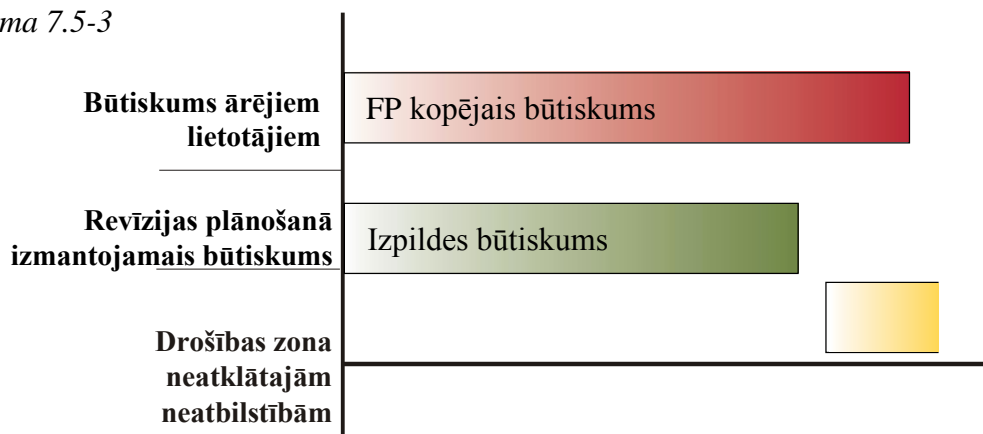 ma 7.5-3
Būtiskums ārējiem
lietotājiem
FP kopējais būtiskums
Revīzijas plānošanā
izmantojamais būtiskums
Izpildes būtiskums
Drošības zona
neatklātajām
neatbilstībām